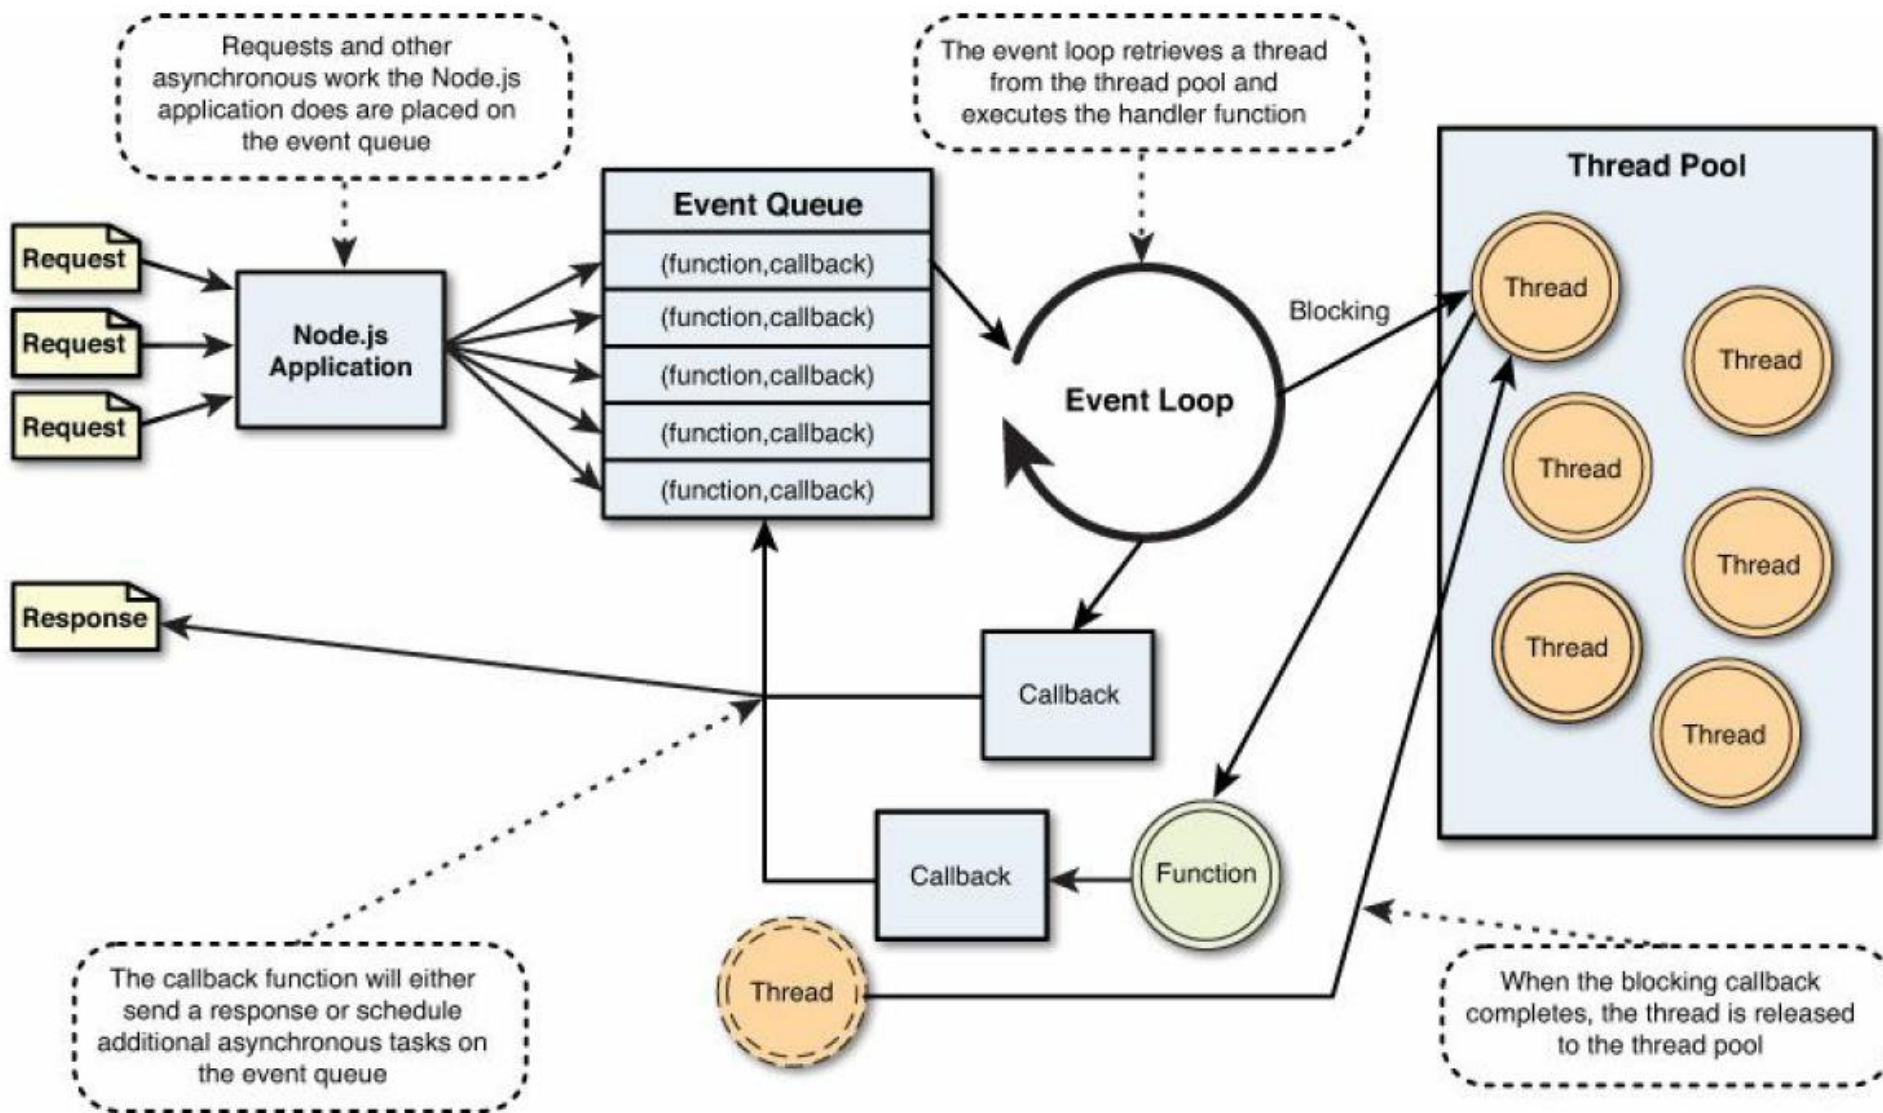 Requests and other
asynchronous work the Node.js
application does are placed on
the event queue
The event loop retrieves a thread
from the thread pool and
executes the handler function
Thread Pool
Event Queue
(function,callback)
(function,callback)
(function,callback)
(function,callback)
(function,callback)
Request
Request
Request
Node.js
Application
Event Loop
Blocking
Thread
Thread
Thread
Thread
Thread
Thread
Response
Callback
Callback
Function
Thread
The callback function will either
send a response or schedule
additional asynchronous tasks on
the event queue
When the blocking callback
completes, the thread is released
to the thread pool